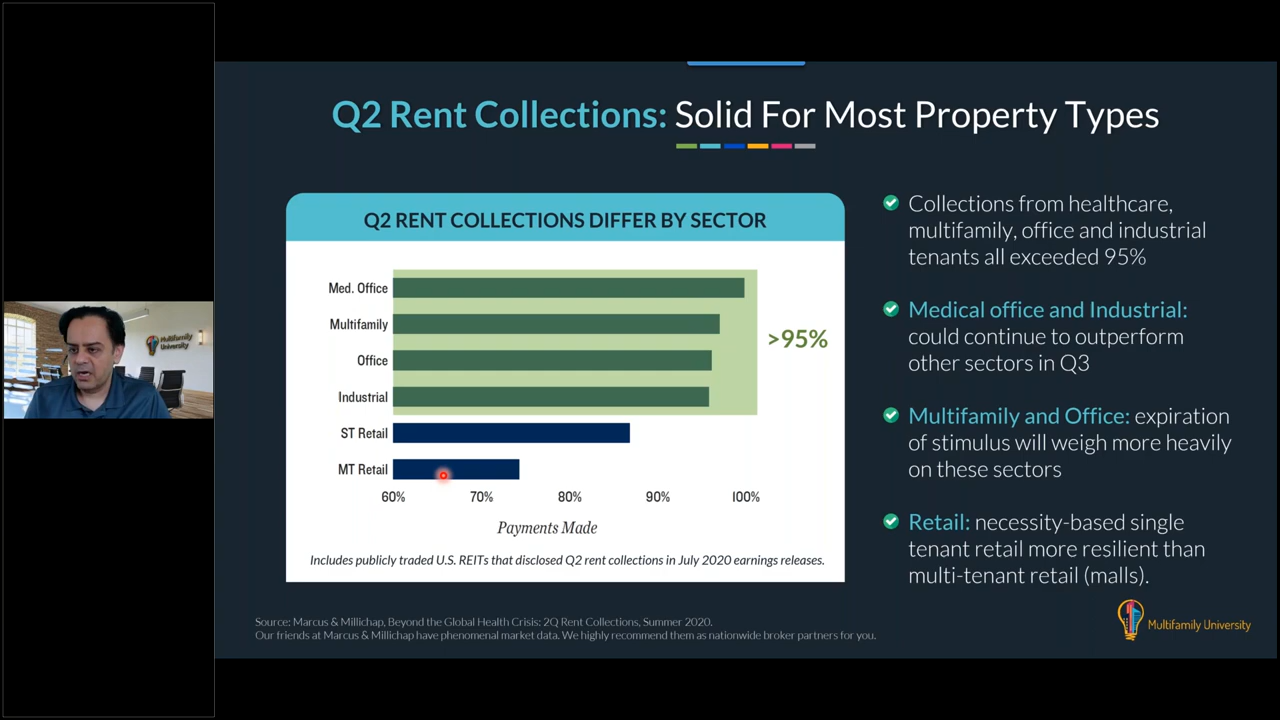 Q2 Rent Collections: Solid For Most Property Types
Q2 RENT COLLECTIONS DIFFER BY SECTOR
Med. Office
Multifamily
Office
Industrial
ST Retail
MT Retail
>95%
60% 70% 80% 90% 100%
Payments Made
Includes publicly traded U.S. REITs that disclosed Q2 rent collections in July 2020 earnings releases.
Collections from healthcare,
multifamily, office and industrial
tenants all exceeded 95%
Medical office and Industrial:
could continue to outperform
other sectors in Q3
Multifamily and Office: expiration
of stimulus will weigh more heavily
on these sectors
Retail: necessity-based single
tenant retail more resilient than
multi-tenant retail (malls).
Source: Marcus & Millichap, Beyond the Global Health Crisis: 2Q Rent Collections, Summer 2020.
Our friends at Marcus & Millichap have phenomenal market data. We highly recommend them as nationwide broker partners for you.
Multifamily University
Multifamily
University